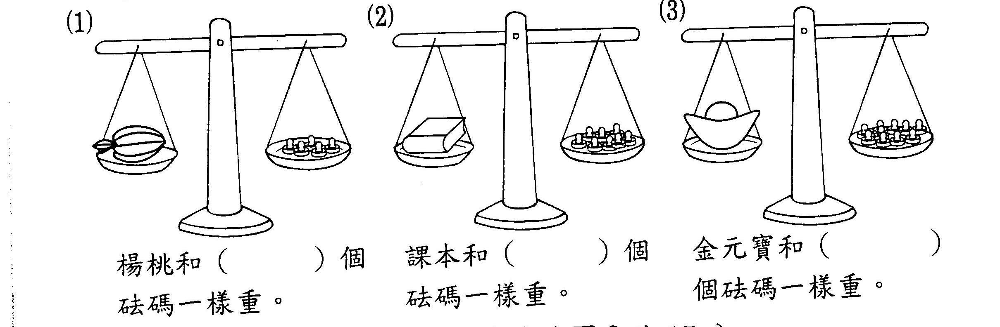 (1)
楊桃和（　　）個
砝碼一樣重。
(2)
課本和（　　）個
砝碼一樣重。
(3)
金元寶和（　　）
個砝碼一樣重。